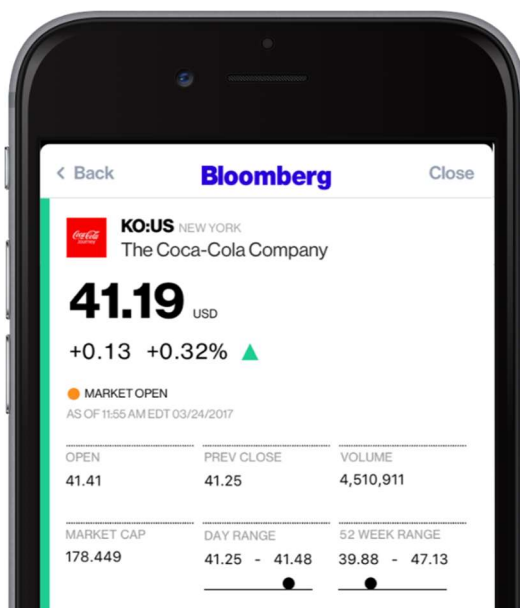 < Back Bloomberg Close
Coca-Cola
KO:US NEW YORK
The Coca-Cola Company
41.19 USD
+0.13 +0.32% ▲
MARKET OPEN
AS OF 11:55 AM EDT 03/24/2017
OPEN PREV CLOSE VOLUME
41.41 41.25 4,510,911
MARKET CAP DAY RANGE 52 WEEK RANGE
178.449 41.25 - 41.48 39.88 - 47.13